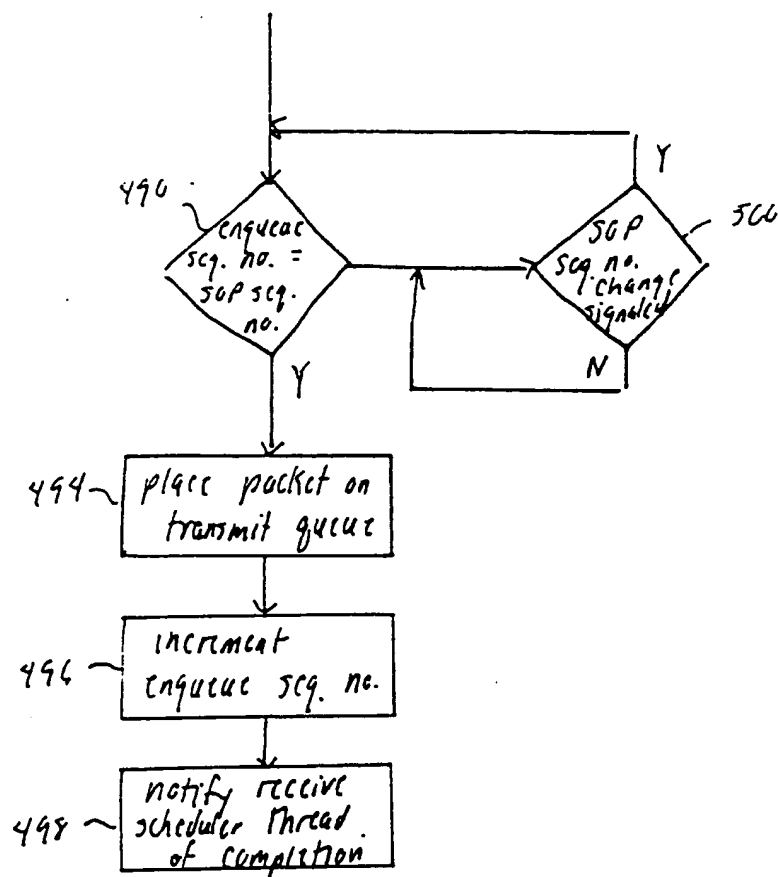 490
enqueue
seq. no. =
SOP seq.
no.
Y
SOP
seq no.
change
signaled
500
Y
N
494
place packet on
transmit queue
496
increment
enqueue seq. no.
498
notify receive
scheduler thread
of completion.